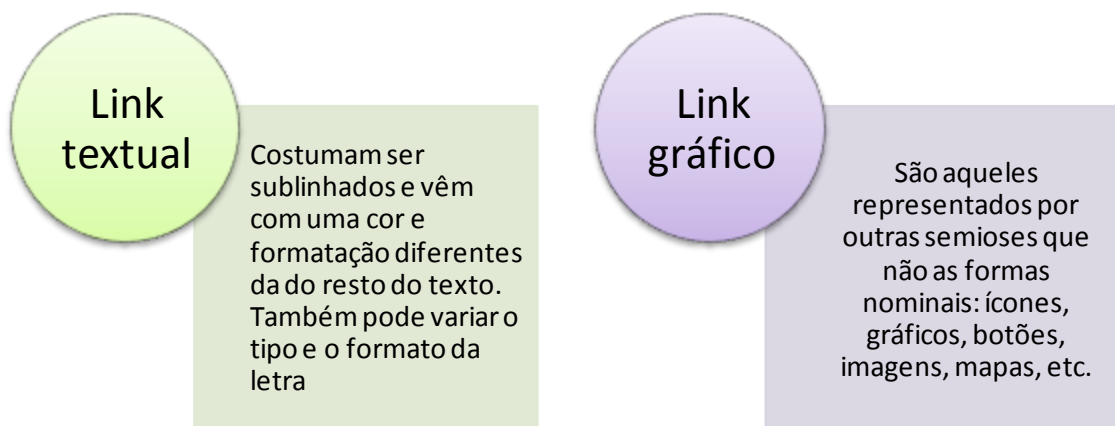 Link
textual
Costumam ser
sublinhados e vêm
com uma cor e
formatação diferentes
da do resto do texto.
Também pode variar o
tipo e o formato da
letra
Link
gráfico
São aqueles
representados por
outras semioses que
não as formas
nominais: ícones,
gráficos, botões,
imagens, mapas, etc.